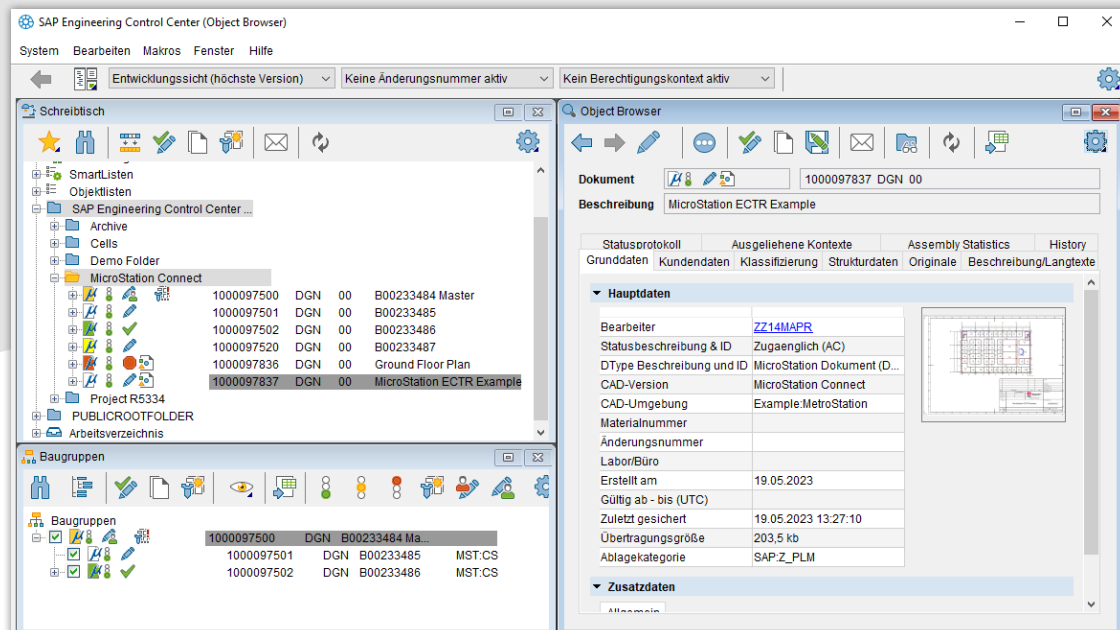 SAP Engineering Control Center (Object Browser)
System Bearbeiten Makros Fenster Hilfe
Entwicklungssicht (höchste Version) Keine Änderungsnummer aktiv Kein Berechtigungskontext aktiv
Schreibtisch
SmartListen
Objektlisten
SAP Engineering Control Center ...
Archive
Cells
Demo Folder
MicroStation Connect
1000097500 DGN 00 B00233484 Master
1000097501 DGN 00 B00233485
1000097502 DGN 00 B00233486
1000097520 DGN 00 B00233487
1000097836 DGN 00 Ground Floor Plan
1000097837 DGN 00 MicroStation ECTR Example
Project R5334
PUBLICROOTFOLDER
Arbeitsverzeichnis
Baugruppen
Baugruppen
1000097500 DGN B00233484 Ma...
1000097501 DGN B00233485 MST:CS
1000097502 DGN B00233486 MST:CS
Object Browser
Dokument 1000097837 DGN 00
Beschreibung MicroStation ECTR Example
Statusprotokoll Ausgeliehene Kontexte Assembly Statistics History
Grunddaten Kundendaten Klassifizierung Strukturdaten Originale Beschreibung/Langtexte
Hauptdaten
Bearbeiter ZZ14MAPR
Statusbeschreibung & ID Zugaenglich (AC)
DType Beschreibung und ID MicroStation Dokument (D...
CAD-Version MicroStation Connect
CAD-Umgebung Example:MetroStation
Materialnummer
Änderungsnummer
Labor/Büro
Erstellt am 19.05.2023
Gültig ab - bis (UTC)
Zuletzt gesichert 19.05.2023 13:27:10
Übertragungsgröße 203,5 kb
Ablagekategorie SAP:Z_PLM
Zusatzdaten
Allgemein